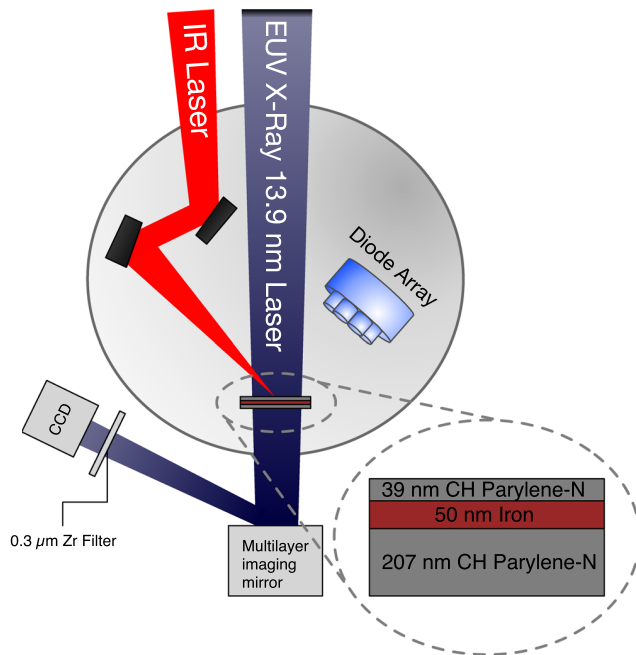 IR Laser
EUV X-Ray 13.9 nm Laser
Diode Array
CCD
0.3 µm Zr Filter
Multilayer
imaging
mirror
39 nm CH Parylene-N
50 nm Iron
207 nm CH Parylene-N